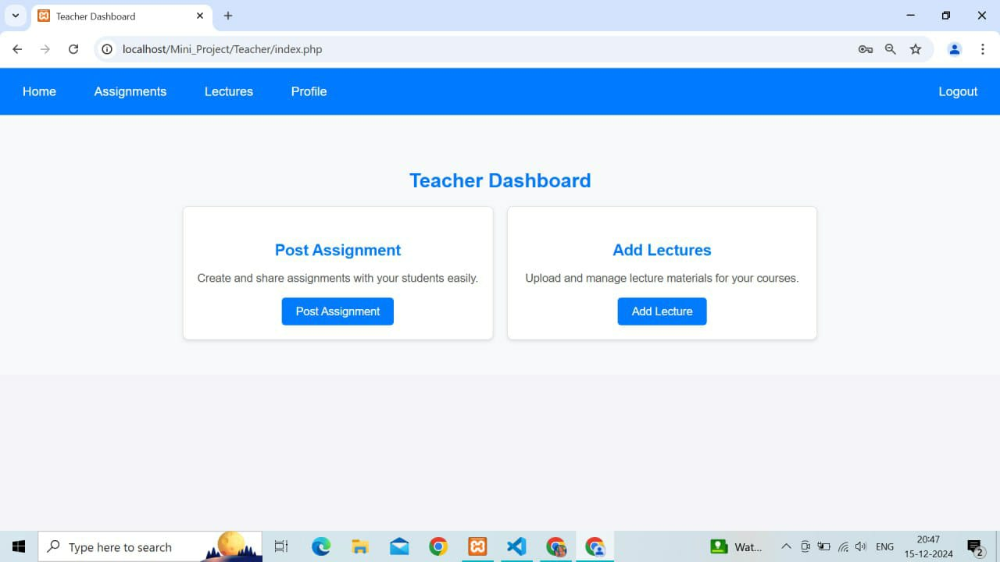 Teacher Dashboard
localhost/Mini_Project/Teacher/index.php
Home Assignments Lectures Profile Logout
Teacher Dashboard
Post Assignment
Create and share assignments with your students easily.
Post Assignment
Add Lectures
Upload and manage lecture materials for your courses.
Add Lecture
Type here to search
Wat...
ENG
20:47
15-12-2024
2